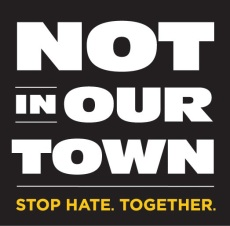 NOT
IN OUR
TOWN
STOP HATE. TOGETHER.